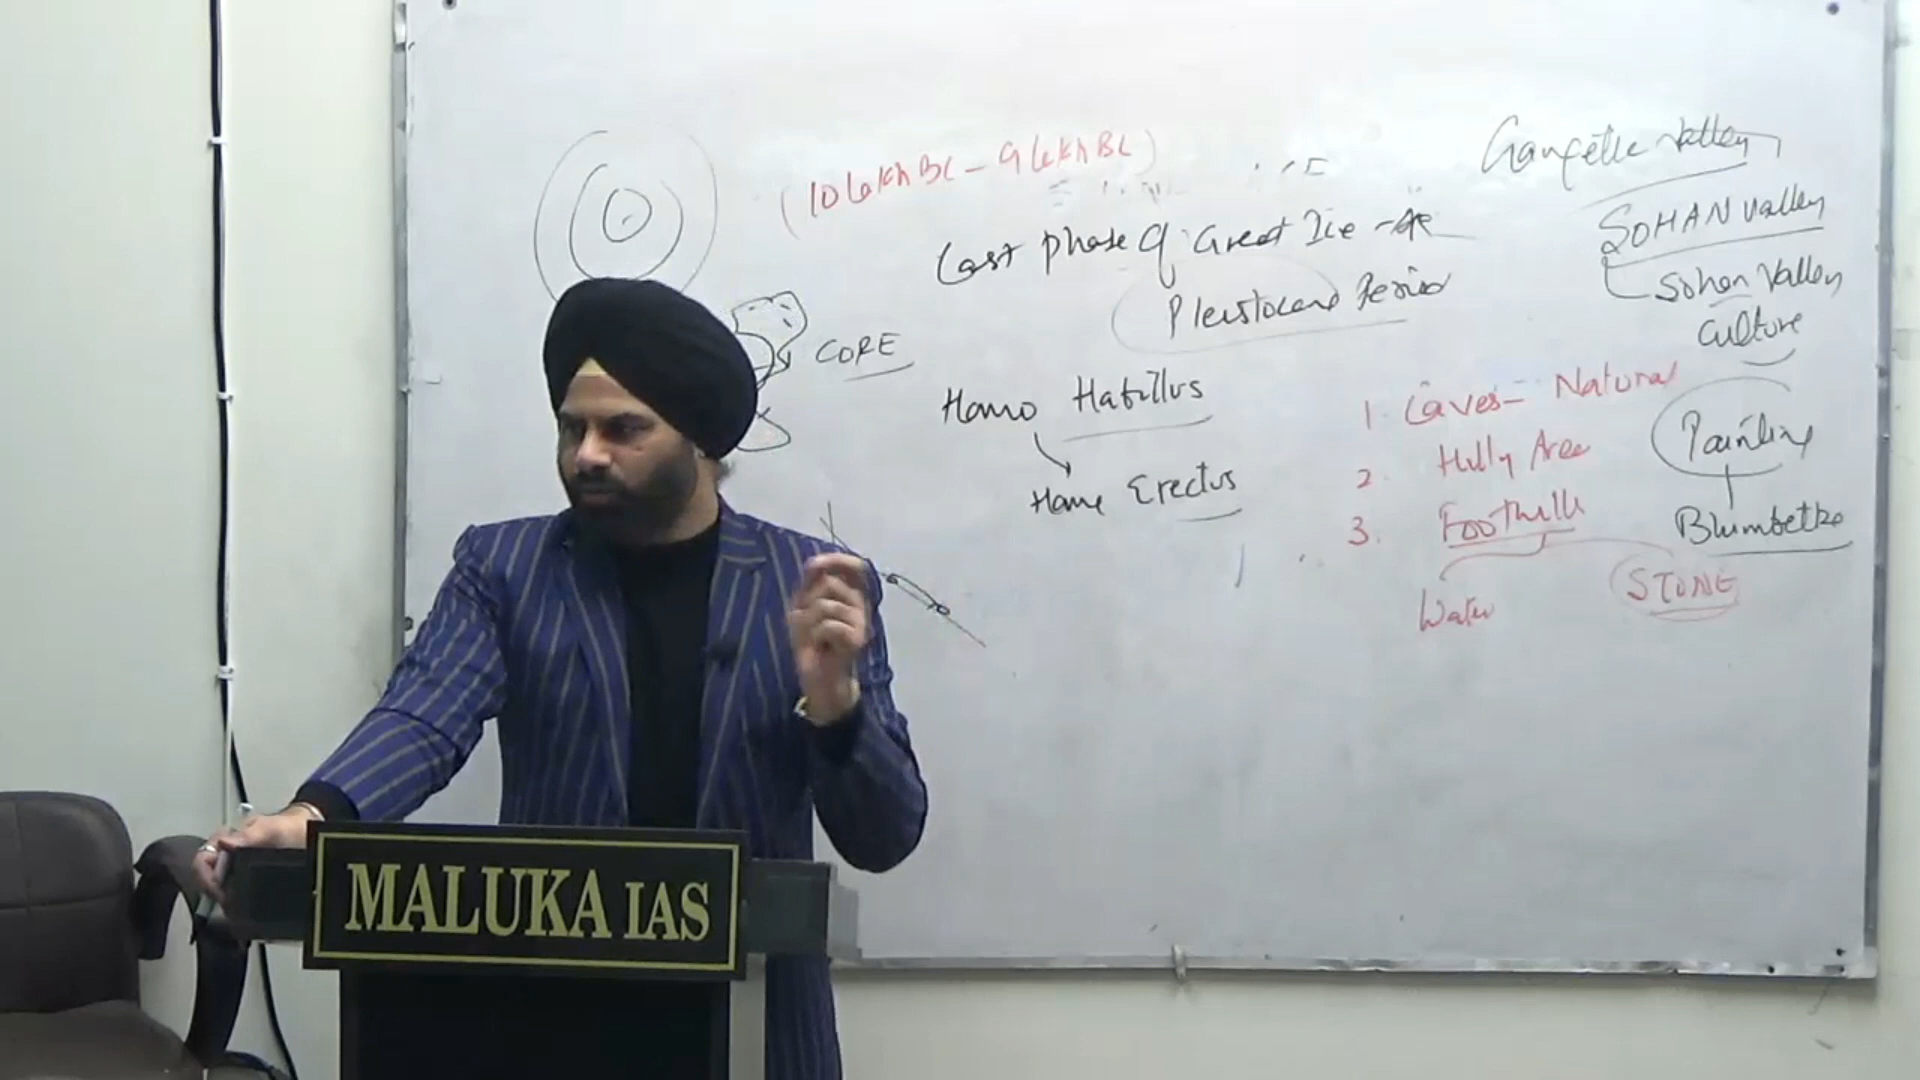 (10 lakh BC - 9 lakh BC)
Last phase of Great Ice -Age
Pleistocene Period
CORE
Homo Habillus
Homo Erectus
Gangetic Valley
SOHAN Valley
Sohan Valley
Culture
1. Caves - Natural
2. Hilly Area
3. Foothills
Water
STONE
Painting
Bhimbetka
MALUKA IAS